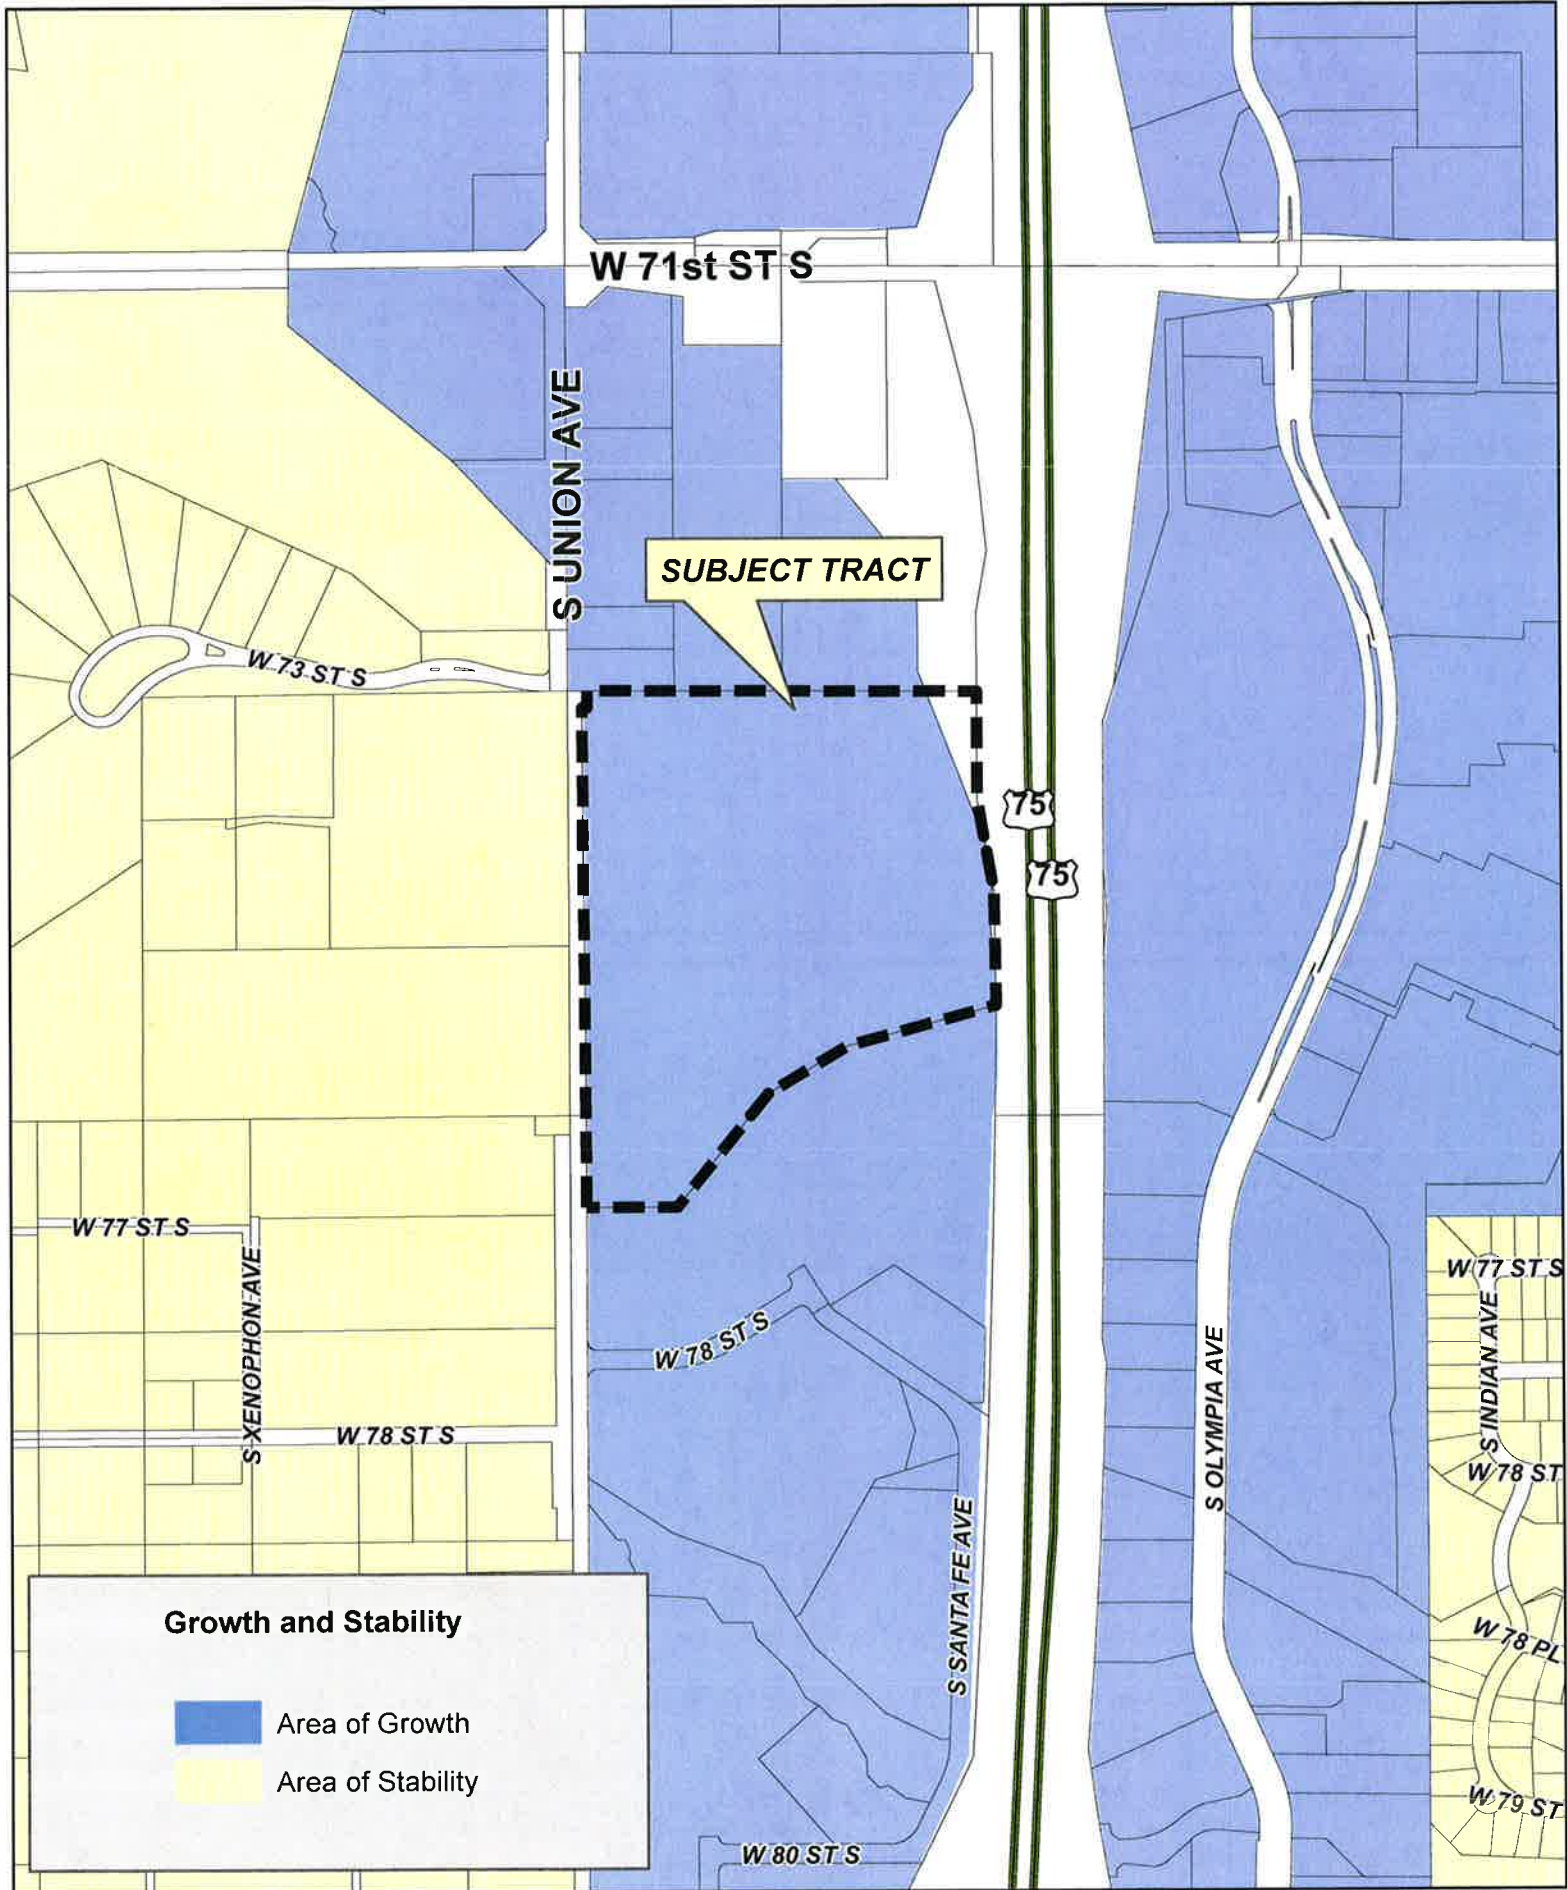 W 71st ST S
S UNION AVE
SUBJECT TRACT
W 73 ST S
75
75
W 77 ST S
S XENOPHON AVE
W 78 ST S
W 78 ST S
S SANTA FE AVE
S OLYMPIA AVE
W 77 ST S
S INDIAN AVE
W 78 ST
W 78 PL
W 79 ST
W 80 ST S
Growth and Stability
Area of Growth
Area of Stability